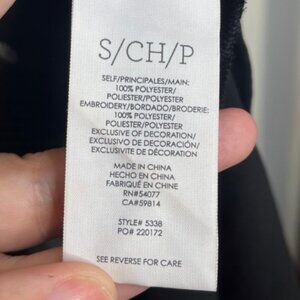 S/CH/P
SELF/PRINCIPALES/MAIN:
100% POLYESTER/
POLIESTER/POLYESTER
EMBROIDERY/BORDADO/BRODERIE:
100% POLYESTER/
POLIESTER/POLYESTER
EXCLUSIVE OF DECORATION/
EXCLUSIVO DE DECORACIÓN/
EXCLUSIVITE DE DÉCORATION
MADE IN CHINA
HECHO EN CHINA
FABRIQUÉ EN CHINE
RN#54077
CA#59814
STYLE# 5338
PO# 220172
SEE REVERSE FOR CARE